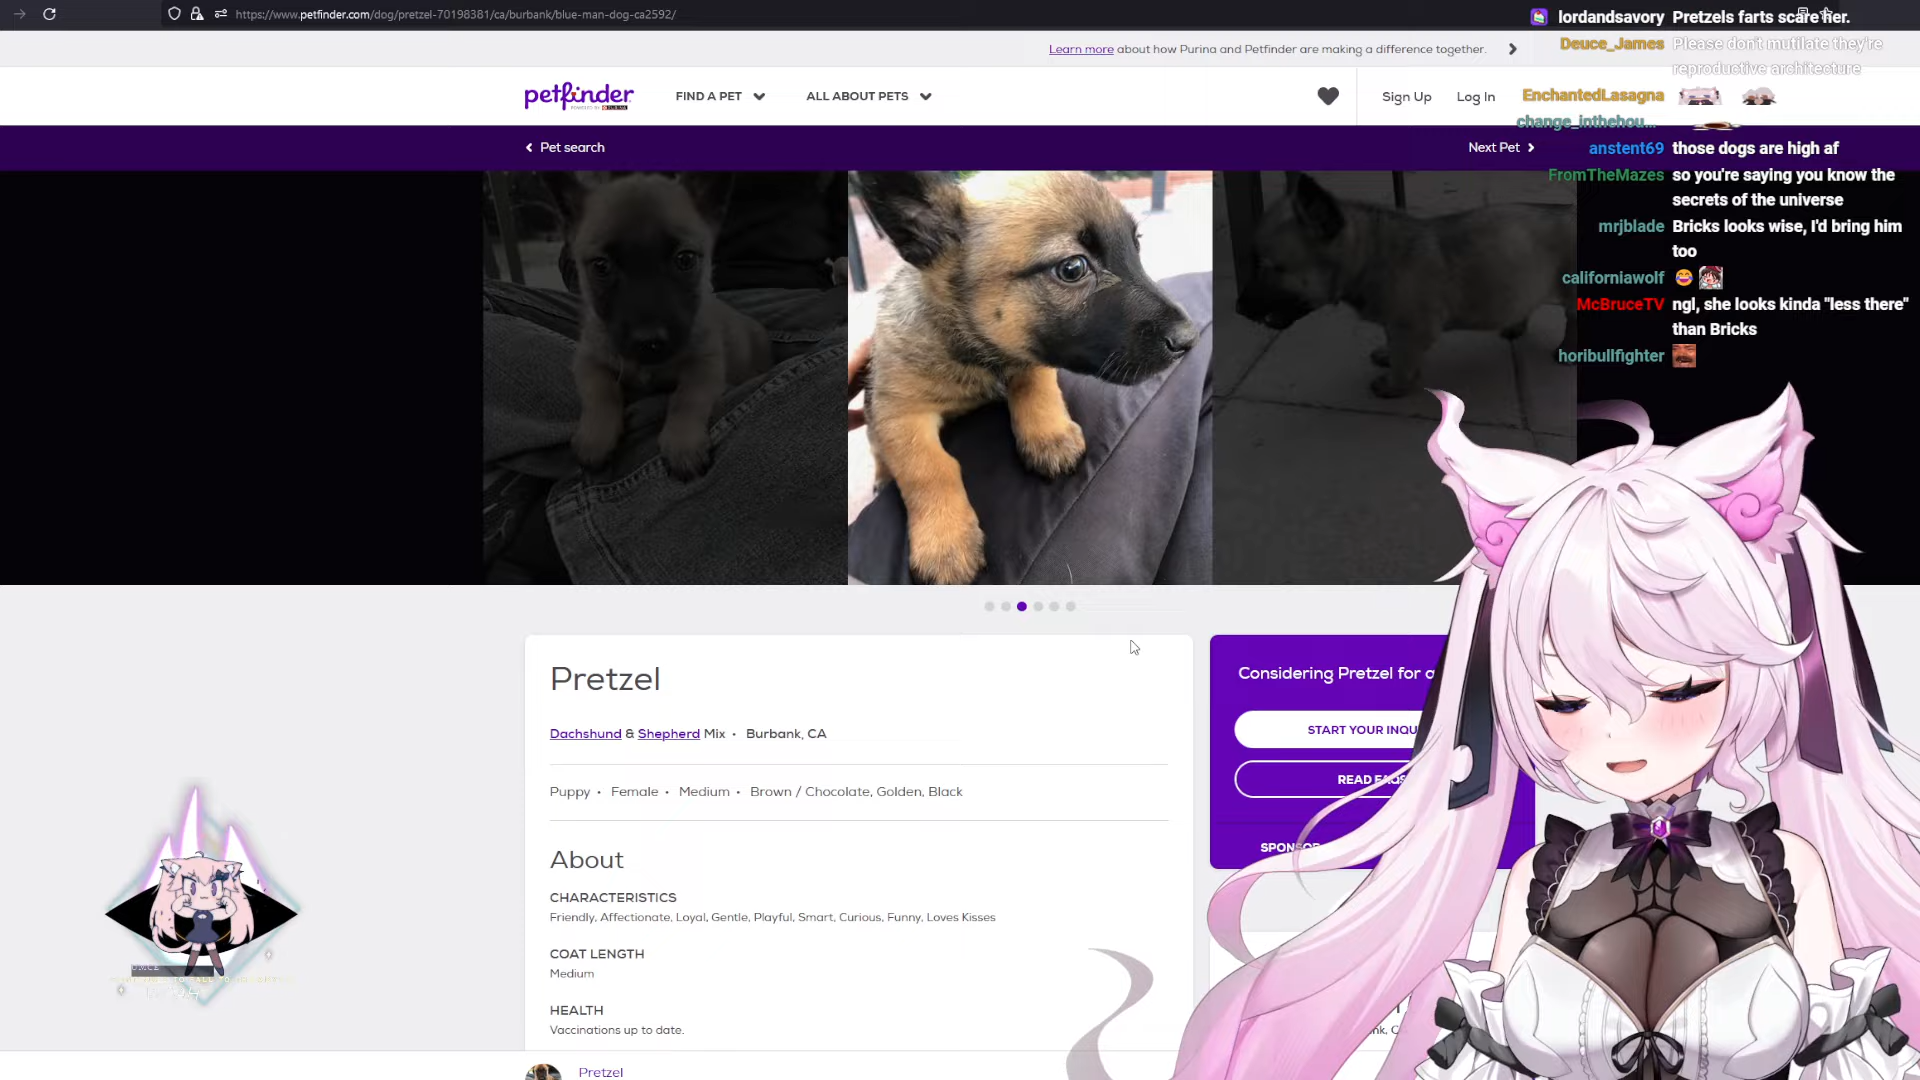 https://www.petfinder.com/dog/pretzel-70198381/ca/burbank/blue-man-dog-ca2592/
Learn more about how Purina and Petfinder are making a difference together.
petfinder
FIND A PET
ALL ABOUT PETS
Sign Up
Log In
Pet search
Next Pet
lordandsavory Pretzels farts scare her.
Deuce_James Please don't mutilate they're
reproductive architecture
EnchantedLasagna
change_inthehou...
anstent69 those dogs are high af
FromTheMazes so you're saying you know the
secrets of the universe
mrjblade Bricks looks wise, I'd bring him
too
californiawolf
McBruceTV ngl, she looks kinda "less there"
than Bricks
horibullfighter
Pretzel
Dachshund & Shepherd Mix • Burbank, CA
Puppy • Female • Medium • Brown / Chocolate, Golden, Black
About
CHARACTERISTICS
Friendly, Affectionate, Loyal, Gentle, Playful, Smart, Curious, Funny, Loves Kisses
COAT LENGTH
Medium
HEALTH
Vaccinations up to date.
Considering Pretzel for
START YOUR INQU
READ FAQS
SPONSOR
Pretzel